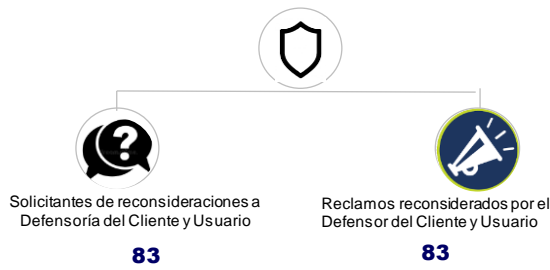 Solicitantes de reconsideraciones a
Defensoría del Cliente y Usuario
83
Reclamos reconsiderados por el
Defensor del Cliente y Usuario
83